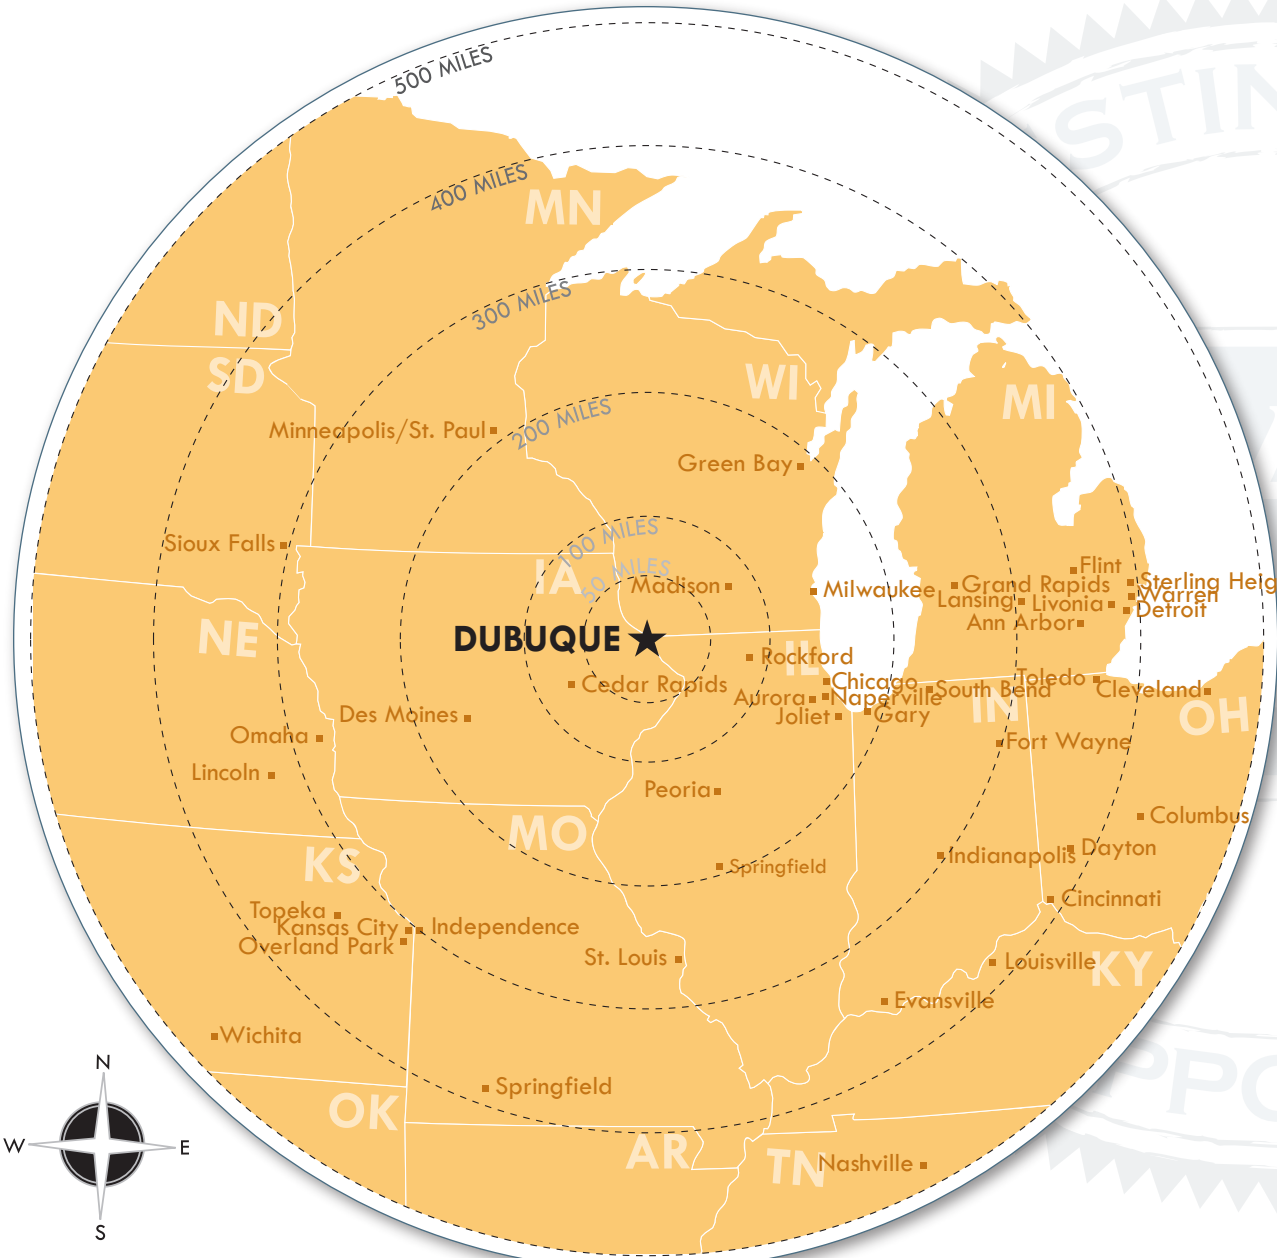 500 MILES
400 MILES
MN
300 MILES
ND
SD
WI
MI
200 MILES
Minneapolis/St. Paul
Green Bay
100 MILES
Sioux Falls
50 MILES
IA
Madison
Milwaukee
Flint
Grand Rapids
Sterling Heig
Lansing
Livonia
Warren
Detroit
Ann Arbor
NE
DUBUQUE
IL
Rockford
Cedar Rapids
Chicago
Aurora
Naperville
Joliet
Gary
South Bend
IN
Toledo
Cleveland
OH
Des Moines
Omaha
Fort Wayne
Lincoln
Peoria
MO
KS
Springfield
Columbus
Indianapolis
Dayton
Cincinnati
Topeka
Kansas City
Independence
Overland Park
St. Louis
Louisville
KY
Evansville
Wichita
Springfield
OK
AR
TN
Nashville
N
W
E
S